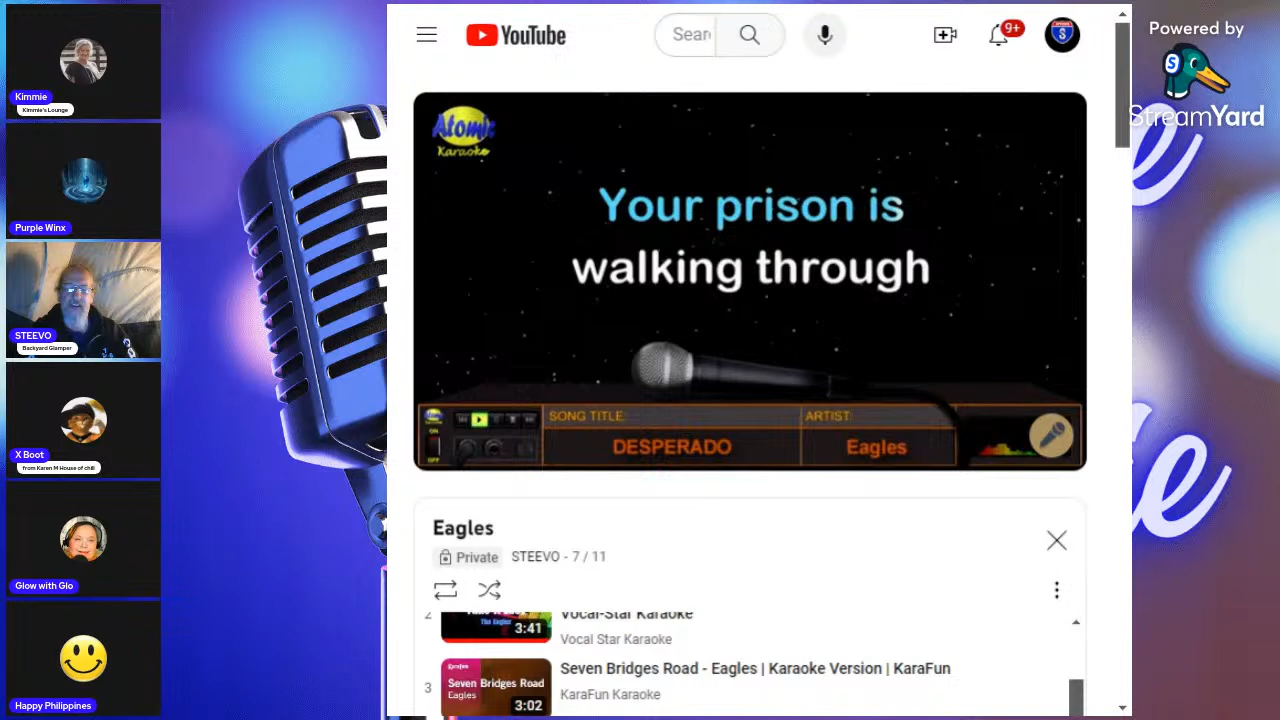 Kimmie
Kimmie's Lounge
Purple Winx
STEEVO
Backyard Glamper
X Boot
from Karen M House of chill
Glow with Glo
Happy Philippines
YouTube
Sear
9+
S
Atomic
Karaoke
Your prison is
walking through
ON
OFF
SONG TITLE:
DESPERADO
ARTIST:
Eagles
Eagles
Private
STEEVO - 7 / 11
2
3:41
Vocal-Star Karaoke
Vocal Star Karaoke
3
KaraFun
Seven Bridges Road
Eagles
3:02
Seven Bridges Road - Eagles | Karaoke Version | KaraFun
KaraFun Karaoke
Powered by
S
StreamYard